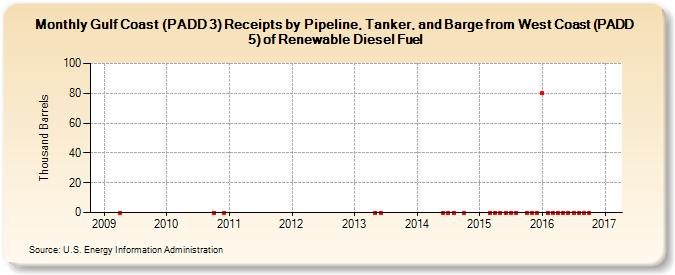 Monthly Gulf Coast (PADD 3) Receipts by Pipeline, Tanker, and Barge from West Coast (PADD
5) of Renewable Diesel Fuel
Thousand Barrels
100
80
60
40
20
0
2009 2010 2011 2012 2013 2014 2015 2016 2017
Source: U.S. Energy Information Administration